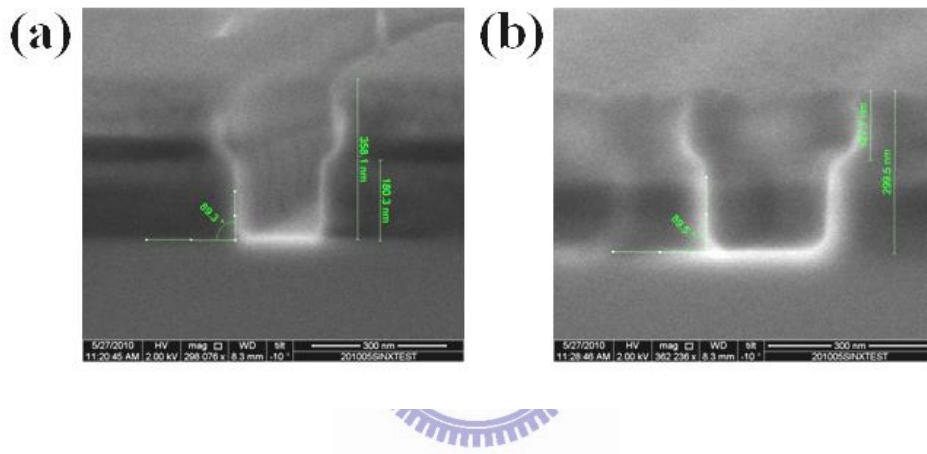 (a)
(b)
358.1 nm
180.3 nm
89.3 °
299.5 nm
89.5 °
5/27/2010 HV mag WD tilt 300 nm
11:20:45 AM 2.00 kV 298 076 x 8.3 mm -10 ° 201005SINXTEST
5/27/2010 HV mag WD tilt 300 nm
11:28:46 AM 2.00 kV 362 236 x 8.3 mm -10 ° 201005SINXTEST